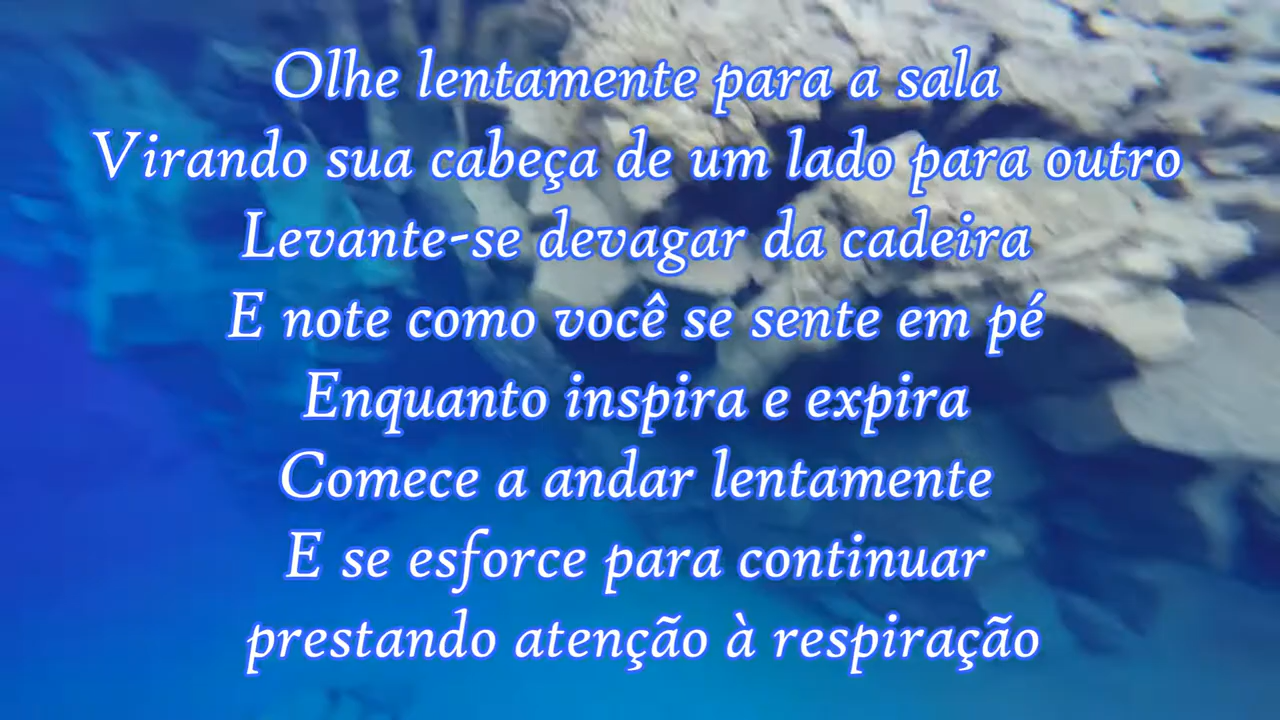 Olhe lentamente para a sala
Virando sua cabeça de um lado para outro
Levante-se devagar da cadeira
E note como você se sente em pé
Enquanto inspira e expira
Comece a andar lentamente
E se esforce para continuar
prestando atenção à respiração